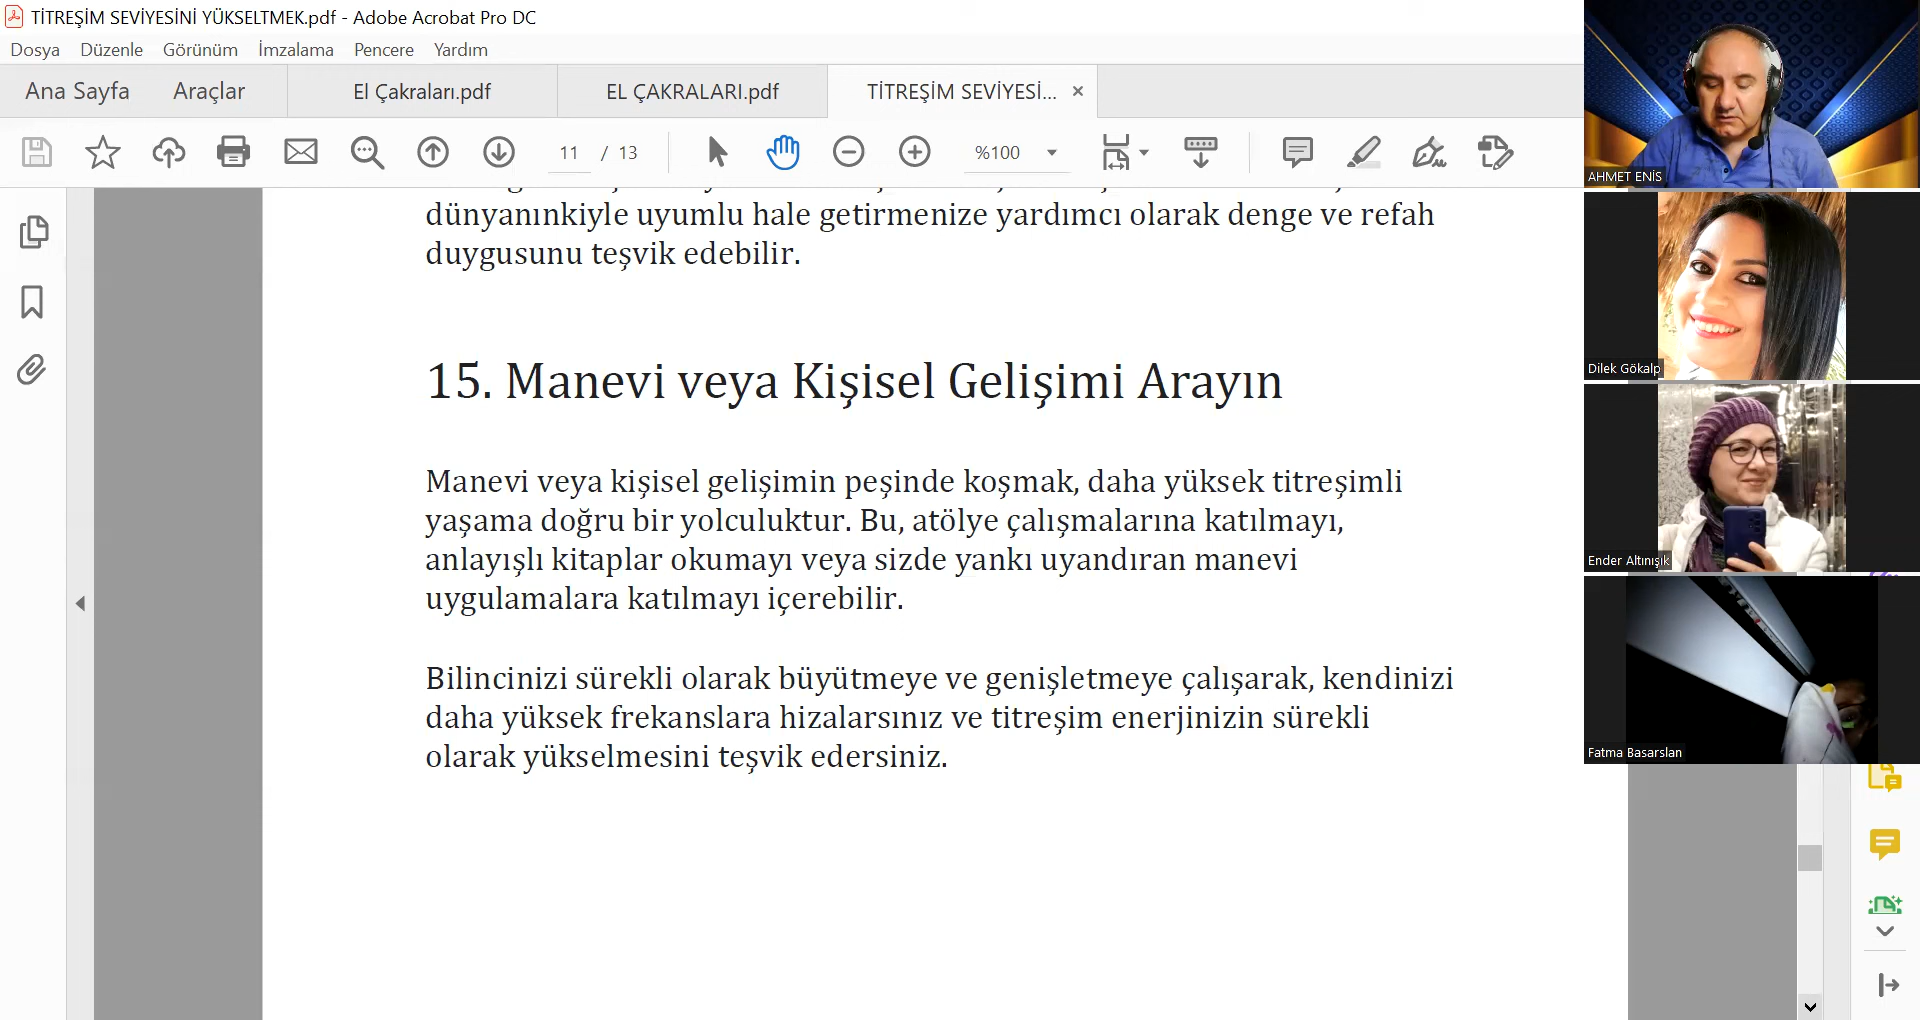 TİTREŞİM SEVİYESİNİ YÜKSELTMEK.pdf - Adobe Acrobat Pro DC
Dosya Düzenle Görünüm İmzalama Pencere Yardım
Ana Sayfa Araçlar El Çakraları.pdf EL ÇAKRALARI.pdf TİTREŞİM SEVİYESİ... ×
11 / 13 %100
dünyanınkiyle uyumlu hale getirmenize yardımcı olarak denge ve refah
duygusunu teşvik edebilir.
15. Manevi veya Kişisel Gelişimi Arayın
Manevi veya kişisel gelişimin peşinde koşmak, daha yüksek titreşimli
yaşama doğru bir yolculuktur. Bu, atölye çalışmalarına katılmayı,
anlayışlı kitaplar okumayı veya sizde yankı uyandıran manevi
uygulamalara katılmayı içerebilir.
Bilincinizi sürekli olarak büyütmeye ve genişletmeye çalışarak, kendinizi
daha yüksek frekanslara hizalarsınız ve titreşim enerjinizin sürekli
olarak yükselmesini teşvik edersiniz.
AHMET ENİS
Dilek Gökalp
Ender Altınışık
Fatma Basarslan